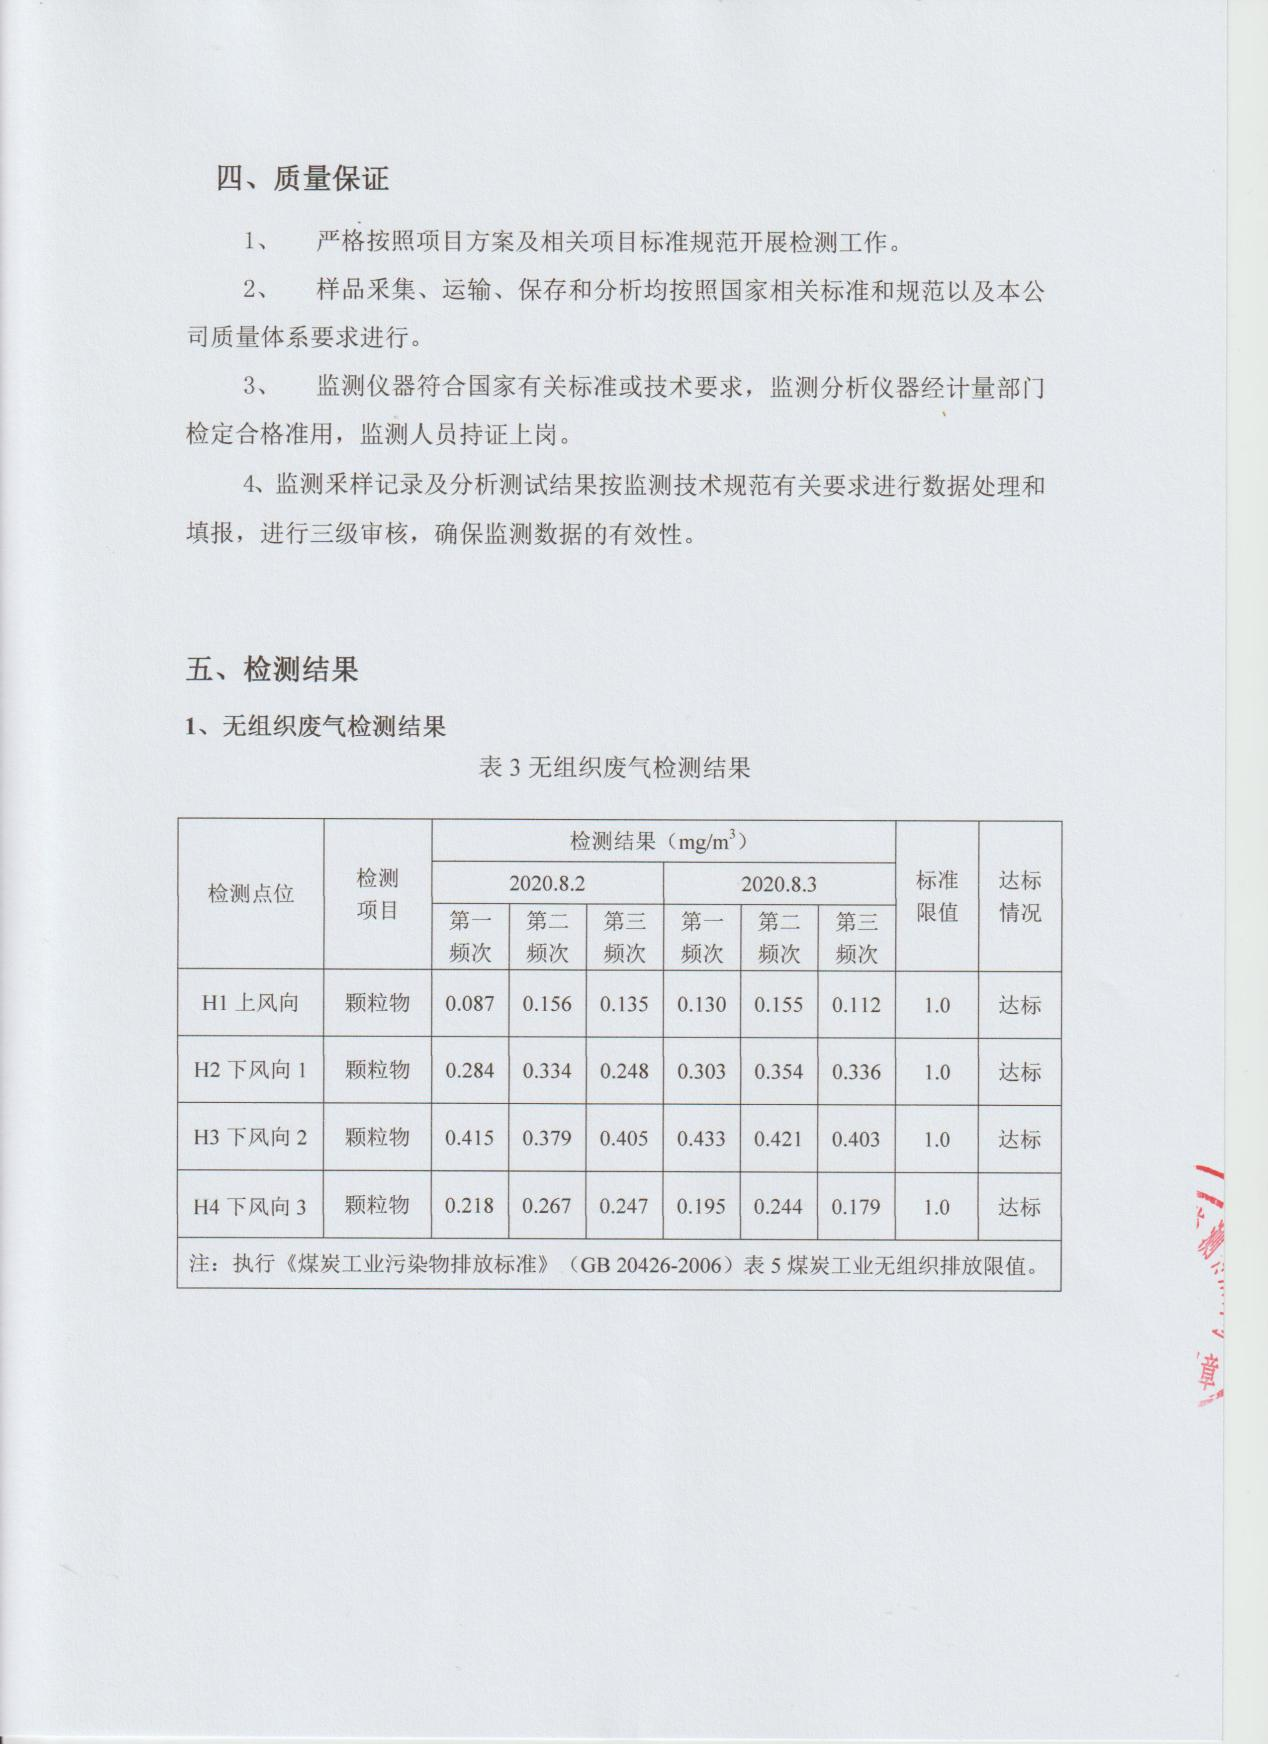 四、质量保证
1、 严格按照项目方案及相关项目标准规范开展检测工作。
2、 样品采集、运输、保存和分析均按照国家相关标准和规范以及本公
司质量体系要求进行。
3、 监测仪器符合国家有关标准或技术要求，监测分析仪器经计量部门
检定合格准用，监测人员持证上岗。
4、监测采样记录及分析测试结果按监测技术规范有关要求进行数据处理和
填报，进行三级审核，确保监测数据的有效性。
五、检测结果
1、无组织废气检测结果
表 3 无组织废气检测结果
检测点位 检测项目 检测结果（mg/m³） 标准限值 达标情况
2020.8.2 2020.8.3
第一频次 第二频次 第三频次 第一频次 第二频次 第三频次
H1 上风向 颗粒物 0.087 0.156 0.135 0.130 0.155 0.112 1.0 达标
H2 下风向 1 颗粒物 0.284 0.334 0.248 0.303 0.354 0.336 1.0 达标
H3 下风向 2 颗粒物 0.415 0.379 0.405 0.433 0.421 0.403 1.0 达标
H4 下风向 3 颗粒物 0.218 0.267 0.247 0.195 0.244 0.179 1.0 达标
注：执行《煤炭工业污染物排放标准》（GB 20426-2006）表 5 煤炭工业无组织排放限值。
章